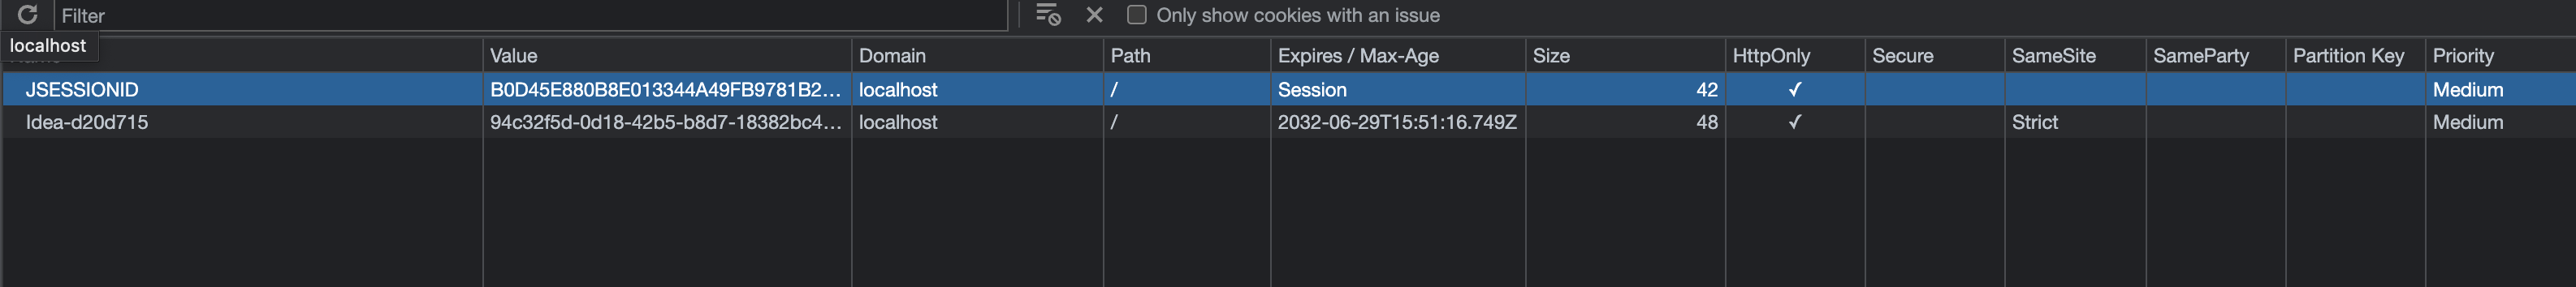 Filter Only show cookies with an issue
localhost
Value Domain Path Expires / Max-Age Size HttpOnly Secure SameSite SameParty Partition Key Priority
JSESSIONID B0D45E880B8E013344A49FB9781B2… localhost / Session 42 ✓ Medium
Idea-d20d715 94c32f5d-0d18-42b5-b8d7-18382bc4… localhost / 2032-06-29T15:51:16.749Z 48 ✓ Strict Medium